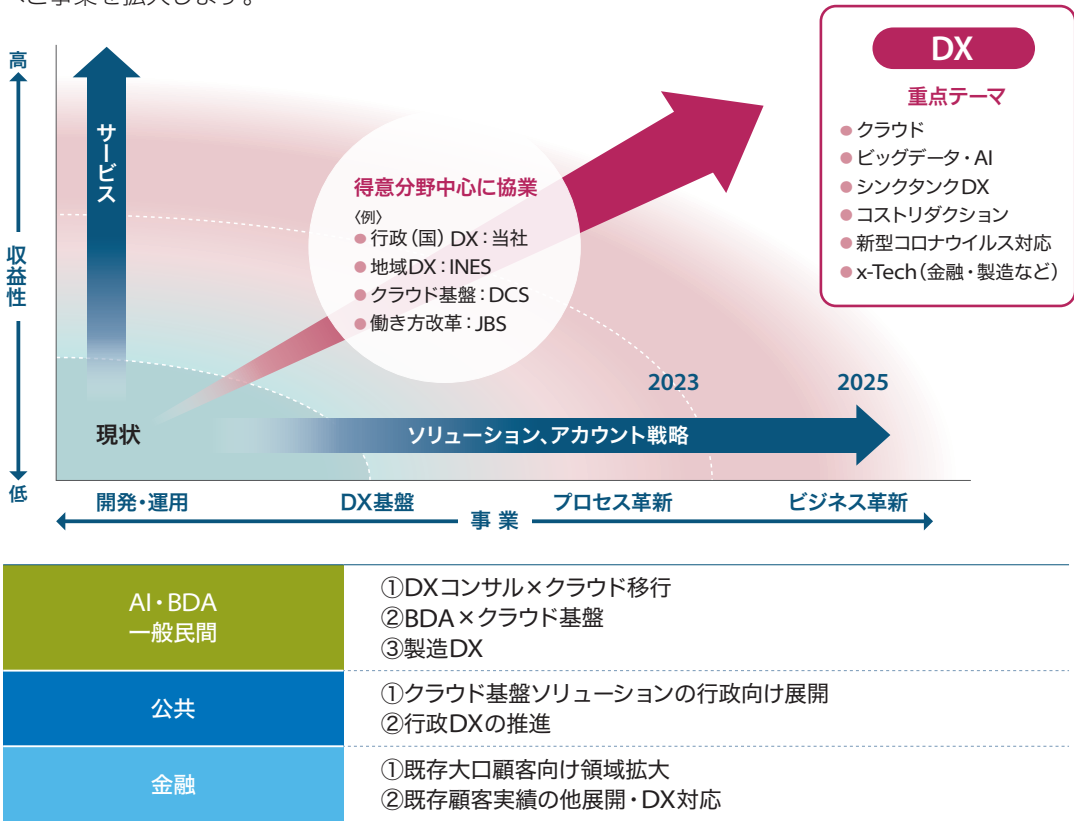 へと事業を拡大します。
DX
重点テーマ
●クラウド
●ビッグデータ・AI
●シンクタンクDX
●コストリダクション
●新型コロナウイルス対応
●x-Tech（金融・製造など）
高
収益性
低
サービス
得意分野中心に協業
〈例〉
●行政（国）DX：当社
●地域DX：INES
●クラウド基盤：DCS
●働き方改革：JBS
2023
2025
現状
ソリューション、アカウント戦略
開発・運用
DX基盤
プロセス革新
ビジネス革新
事業
AI・BDA
一般民間
①DXコンサル×クラウド移行
②BDA×クラウド基盤
③製造DX
公共
①クラウド基盤ソリューションの行政向け展開
②行政DXの推進
金融
①既存大口顧客向け領域拡大
②既存顧客実績の他展開・DX対応